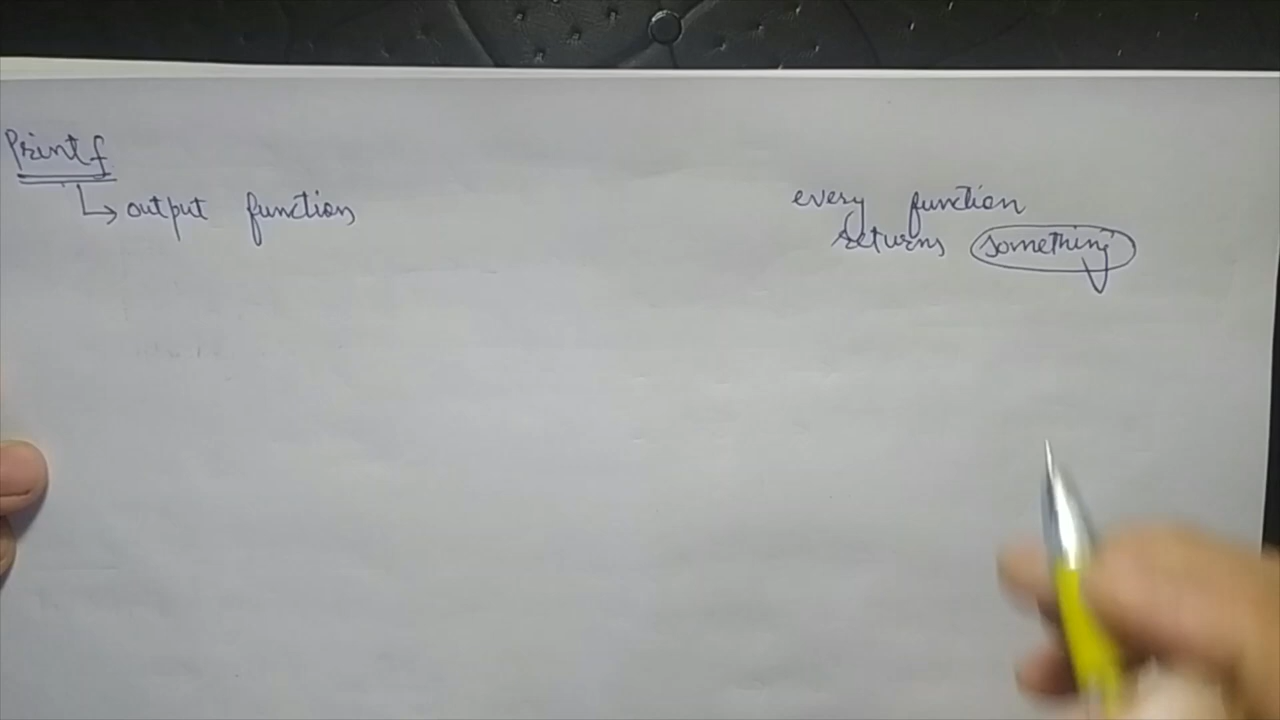 Printf
output function
every function
returns something